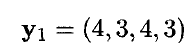 y₁ = (4, 3, 4, 3)